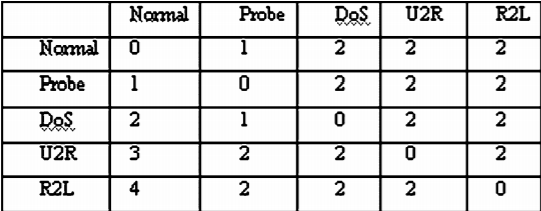 Normal Probe DoS U2R R2L
Normal 0 1 2 2 2
Probe 1 0 2 2 2
DoS 2 1 0 2 2
U2R 3 2 2 0 2
R2L 4 2 2 2 0